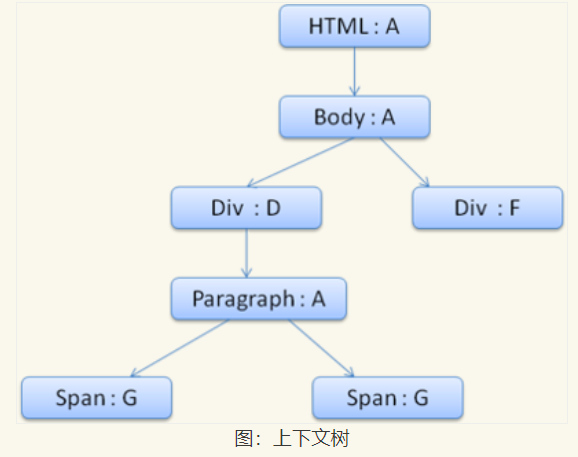 HTML : A
Body : A
Div : D
Div : F
Paragraph : A
Span : G
Span : G
图：上下文树